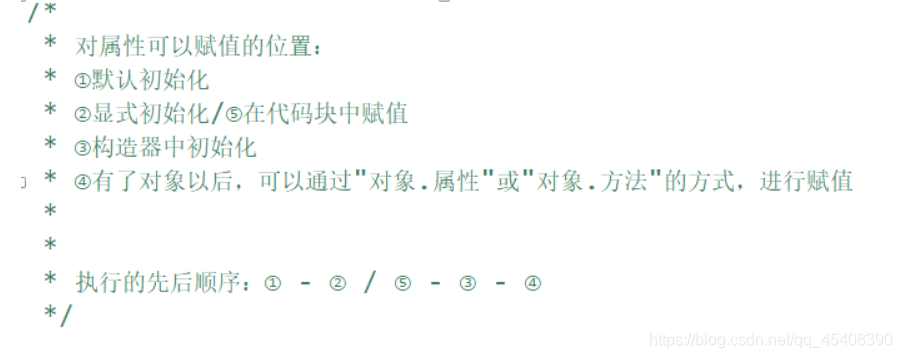 /*
* 对属性可以赋值的位置：
* ①默认初始化
* ②显式初始化/⑤在代码块中赋值
* ③构造器中初始化
* ④有了对象以后，可以通过"对象.属性"或"对象.方法"的方式，进行赋值
*
*
* 执行的先后顺序：① - ② / ⑤ - ③ - ④
*/
https://blog.csdn.net/qq_45408390